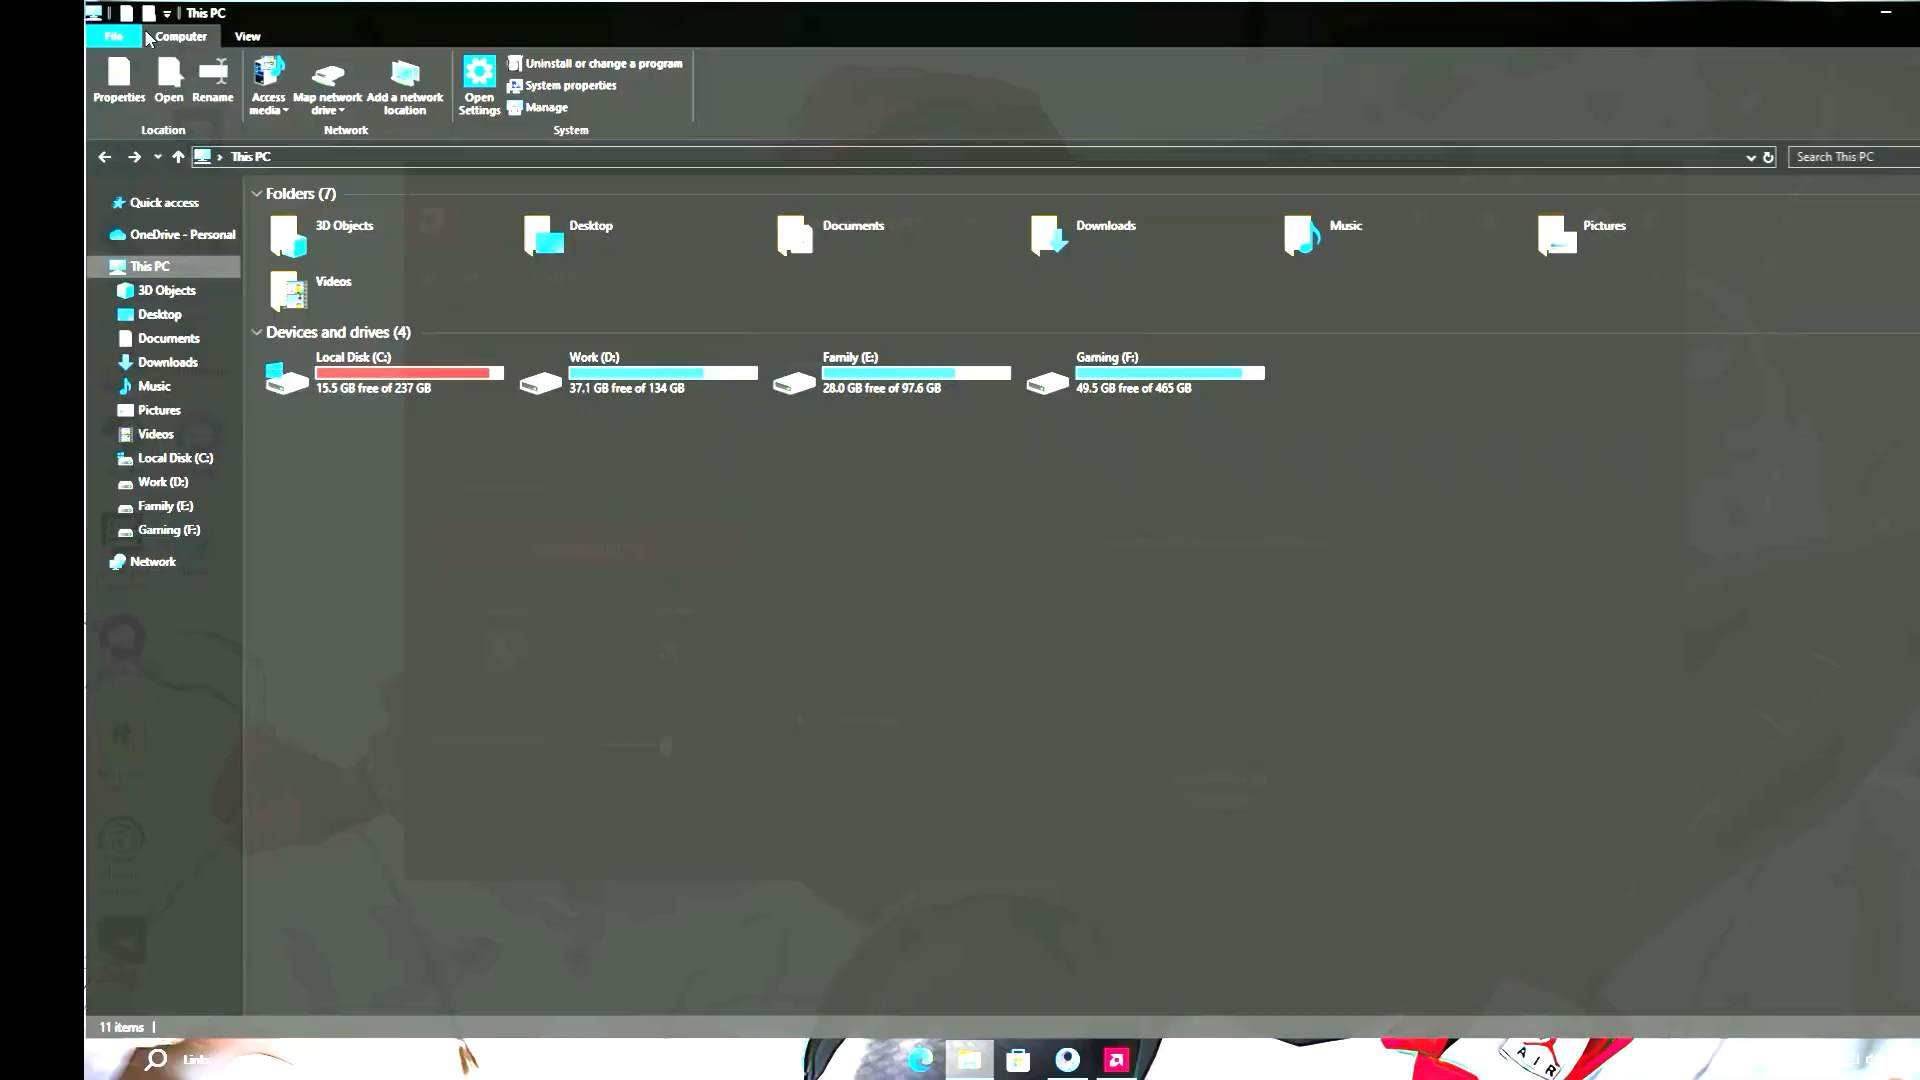 This PC
File Computer View
Properties Open Rename Access media Map network drive Add a network location Open Settings
Uninstall or change a program
System properties
Manage
Location Network System
This PC
Search This PC
Quick access
OneDrive - Personal
This PC
3D Objects
Desktop
Documents
Downloads
Music
Pictures
Videos
Local Disk (C:)
Work (D:)
Family (E:)
Gaming (F:)
Network
Folders (7)
3D Objects
Desktop
Documents
Downloads
Music
Pictures
Videos
Devices and drives (4)
Local Disk (C:)
15.5 GB free of 237 GB
Work (D:)
37.1 GB free of 134 GB
Family (E:)
28.0 GB free of 97.6 GB
Gaming (F:)
49.5 GB free of 465 GB
11 items
Links
AIR